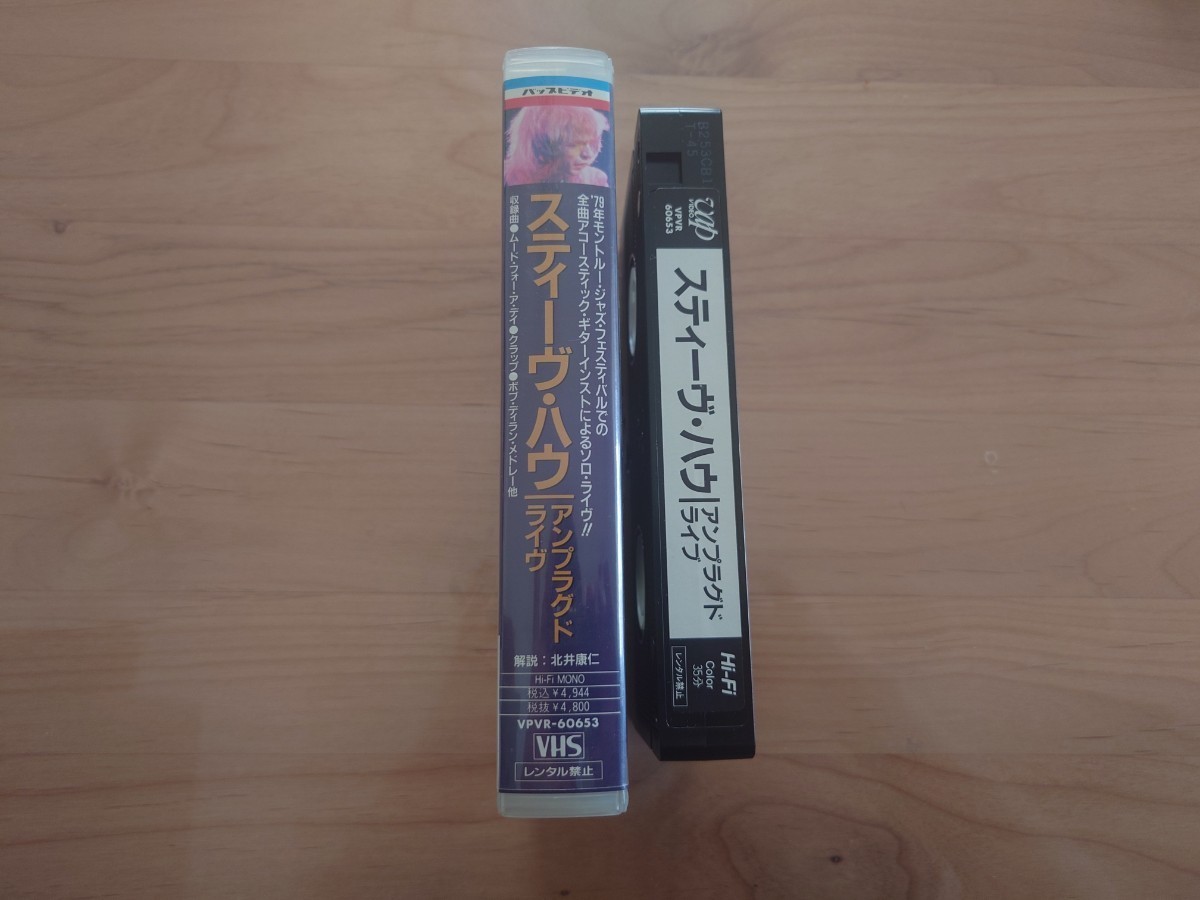 バップビデオ
'79年モントルー・ジャズ・フェスティバルでの
全曲アコースティック・ギターインストによるソロ・ライヴ!!
スティーヴ・ハウ
アンプラグド
ライヴ
収録曲●ムード・フォー・ア・デイ●クラップ●ボブ・ディラン・メドレー他
解説：北井康仁
Hi-Fi MONO
税込¥4,944
税抜¥4,800
VPVR-60653
VHS
レンタル禁止
T-45
vap
VIDEO
VPVR
60653
スティーヴ・ハウ
アンプラグド
ライブ
Hi-Fi
Color
35分
レンタル禁止